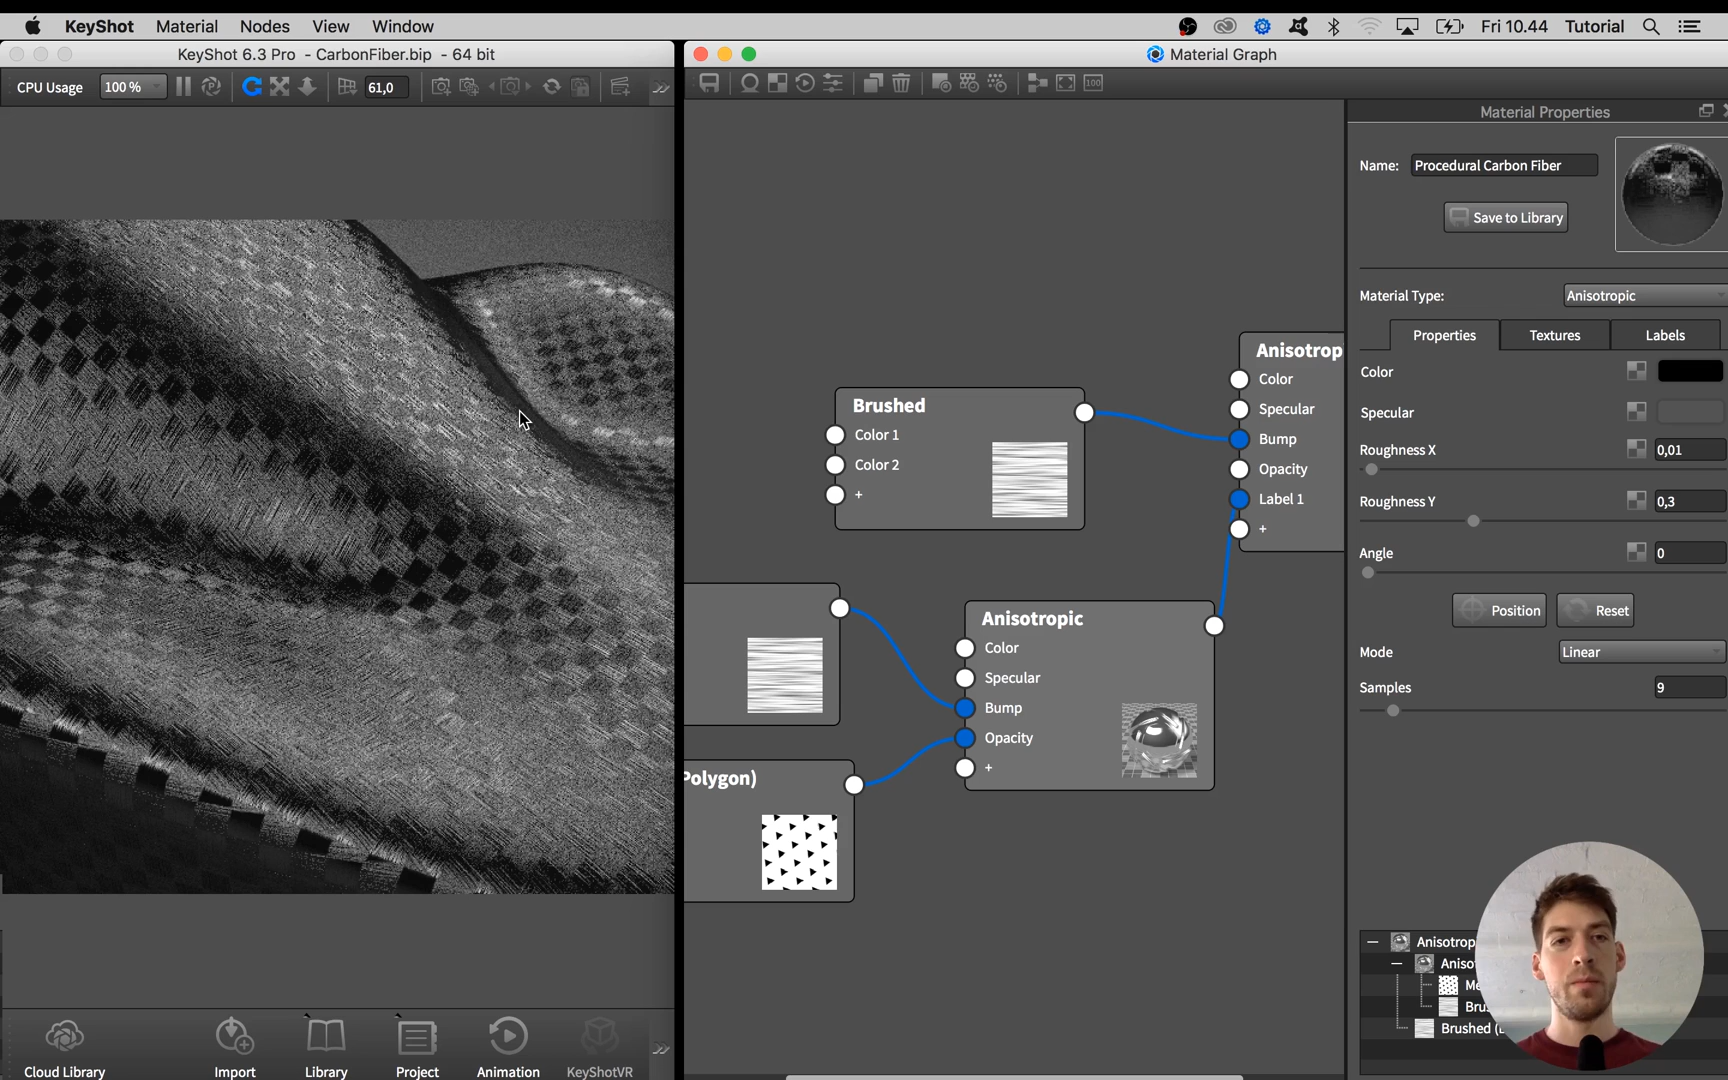 KeyShot Material Nodes View Window Fri 10.44 Tutorial
KeyShot 6.3 Pro - CarbonFiber.bip - 64 bit
Material Graph
CPU Usage 100 % 61,0
100
Material Properties
Name: Procedural Carbon Fiber
Save to Library
Material Type: Anisotropic
Properties Textures Labels
Color
Specular
Roughness X 0,01
Roughness Y 0,3
Angle 0
Position Reset
Mode Linear
Samples 9
Brushed
Color 1
Color 2
+
Anisotrop
Color
Specular
Bump
Opacity
Label 1
+
Anisotropic
Color
Specular
Bump
Opacity
+
Polygon)
Anisotrop
Aniso
Me
Bru
Brushed (
Cloud Library Import Library Project Animation KeyShotVR